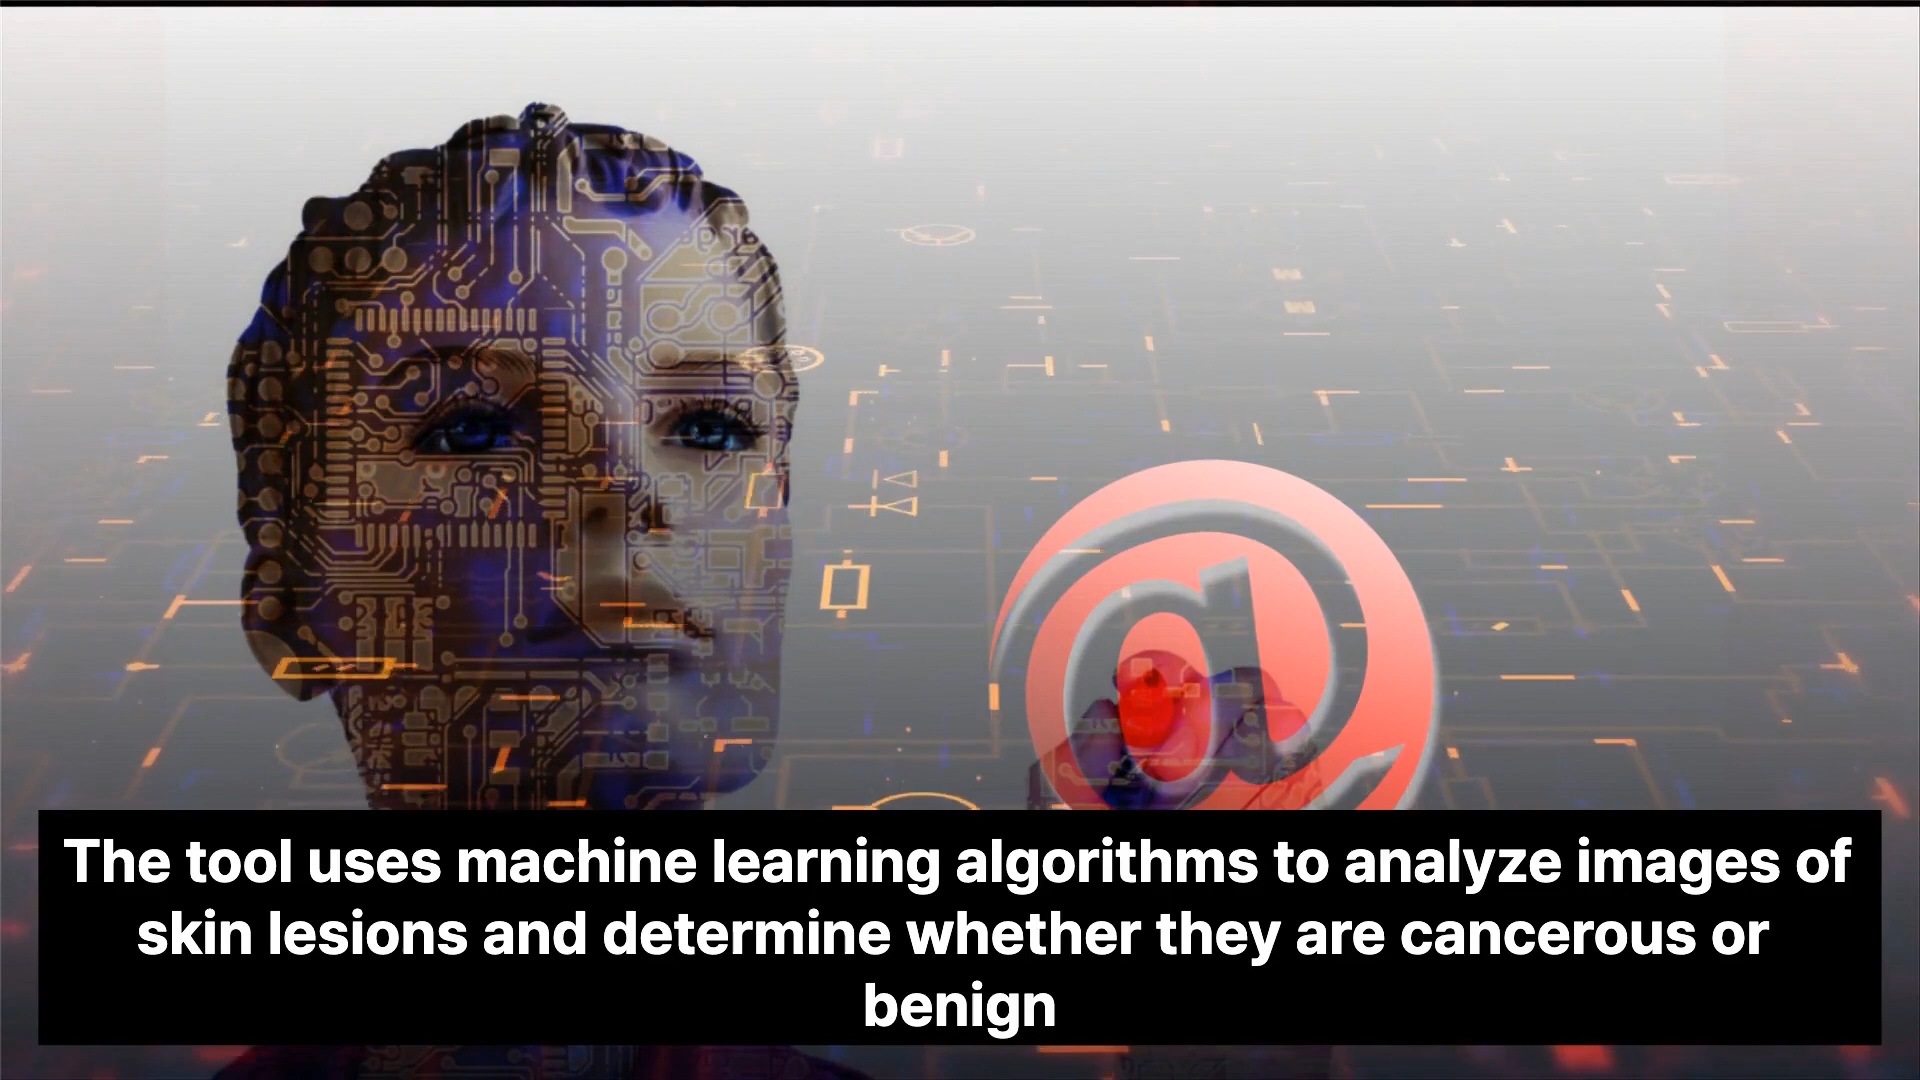 @
The tool uses machine learning algorithms to analyze images of
skin lesions and determine whether they are cancerous or
benign